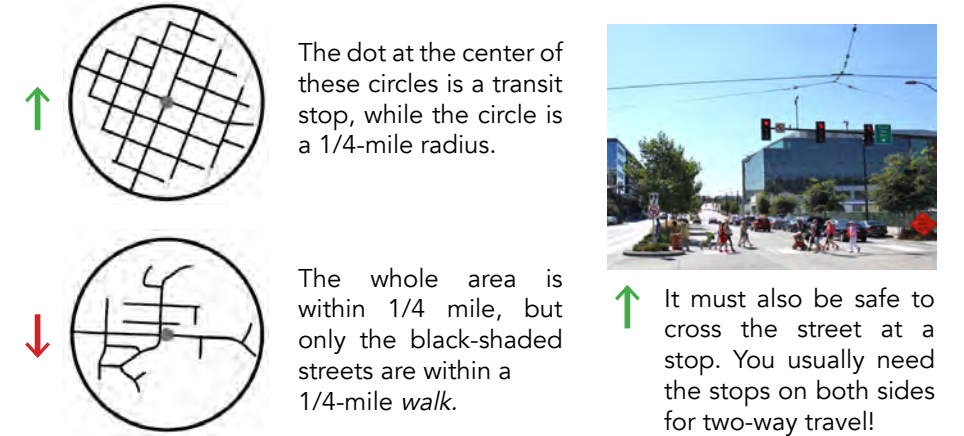 The dot at the center of
these circles is a transit
stop, while the circle is
a 1/4-mile radius.
The whole area is
within 1/4 mile, but
only the black-shaded
streets are within a
1/4-mile walk.
It must also be safe to
cross the street at a
stop. You usually need
the stops on both sides
for two-way travel!